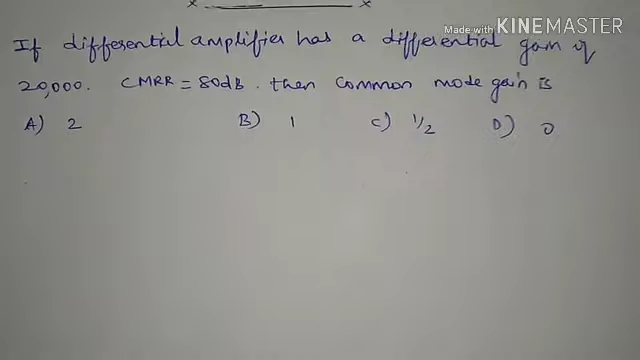 Made with KINEMASTER
If differential amplifier has a differential gain of
20,000. CMRR = 80dB. then common mode gain is
A) 2 B) 1 C) 1/2 D) 0